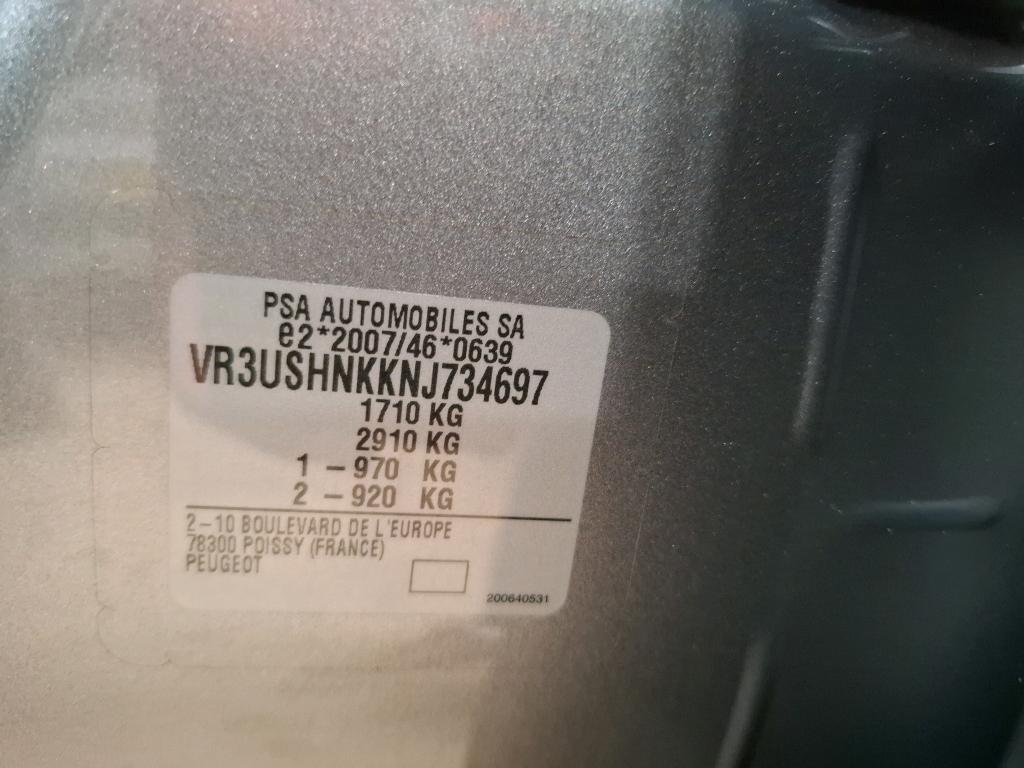 PSA AUTOMOBILES SA
e2*2007/46*0639
VR3USHNKKNJ734697
1710 KG
2910 KG
1 - 970 KG
2 - 920 KG
2-10 BOULEVARD DE L'EUROPE
78300 POISSY (FRANCE)
PEUGEOT
200640531